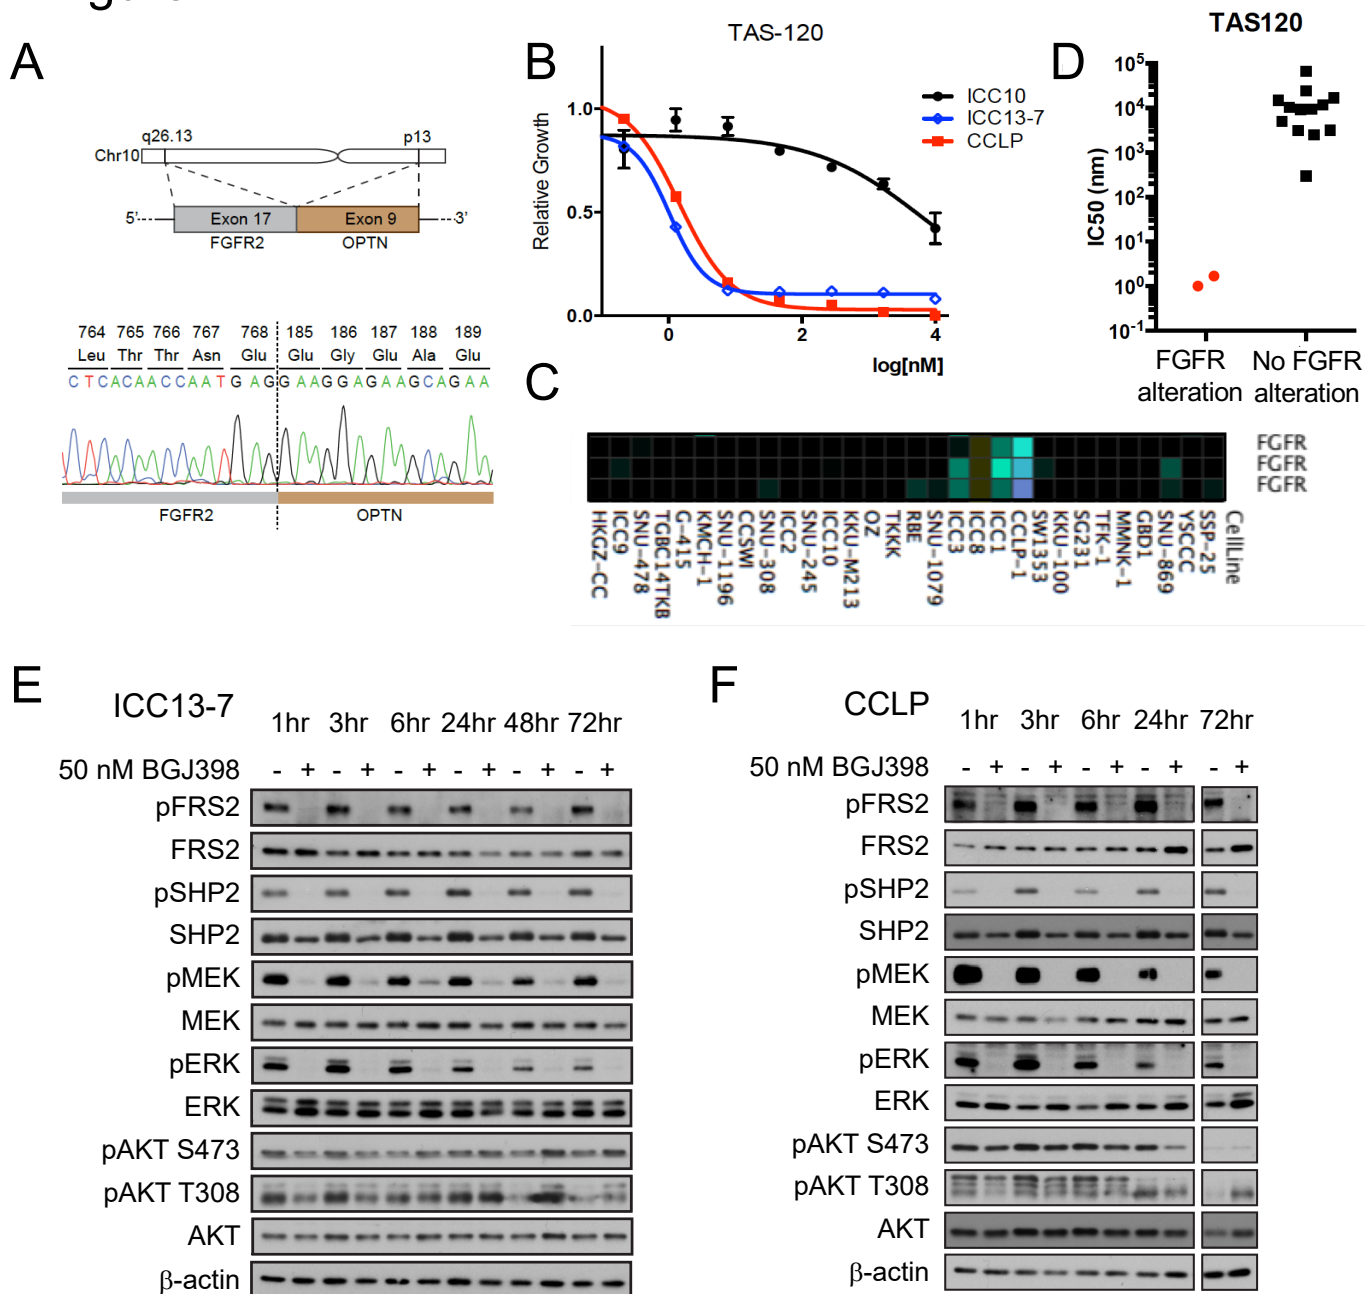 A
q26.13
p13
Chr10
5'
Exon 17
Exon 9
3'
FGFR2
OPTN
764 765 766 767 768 185 186 187 188 189
Leu Thr Thr Asn Glu Glu Gly Glu Ala Glu
CTCACAACCAATGAGGAAGGAGAAGCAGAA
FGFR2
OPTN
B
TAS-120
Relative Growth
1.0
0.5
0.0
0
2
4
log[nM]
ICC10
ICC13-7
CCLP
D
TAS120
IC50 (nm)
10^5
10^4
10^3
10^2
10^1
10^0
10^-1
FGFR alteration
No FGFR alteration
C
FGFR
FGFR
FGFR
HKGZ-CC
ICC9
SNU-478
TGBC14TKB
G-415
KMCH-1
SNU-1196
CCSWI
SNU-308
ICC2
SNU-245
ICC10
KKU-M213
OZ
TKKK
RBE
SNU-1079
ICC3
ICC8
ICC1
CCLP-1
SW1353
KKU-100
SG231
TFK-1
MMNK-1
GBD1
SNU-869
YSCCC
SSP-25
CellLine
E
ICC13-7
1hr 3hr 6hr 24hr 48hr 72hr
50 nM BGJ398 - + - + - + - + - + - +
pFRS2
FRS2
pSHP2
SHP2
pMEK
MEK
pERK
ERK
pAKT S473
pAKT T308
AKT
β-actin
F
CCLP
1hr 3hr 6hr 24hr 72hr
50 nM BGJ398 - + - + - + - + - +
pFRS2
FRS2
pSHP2
SHP2
pMEK
MEK
pERK
ERK
pAKT S473
pAKT T308
AKT
β-actin